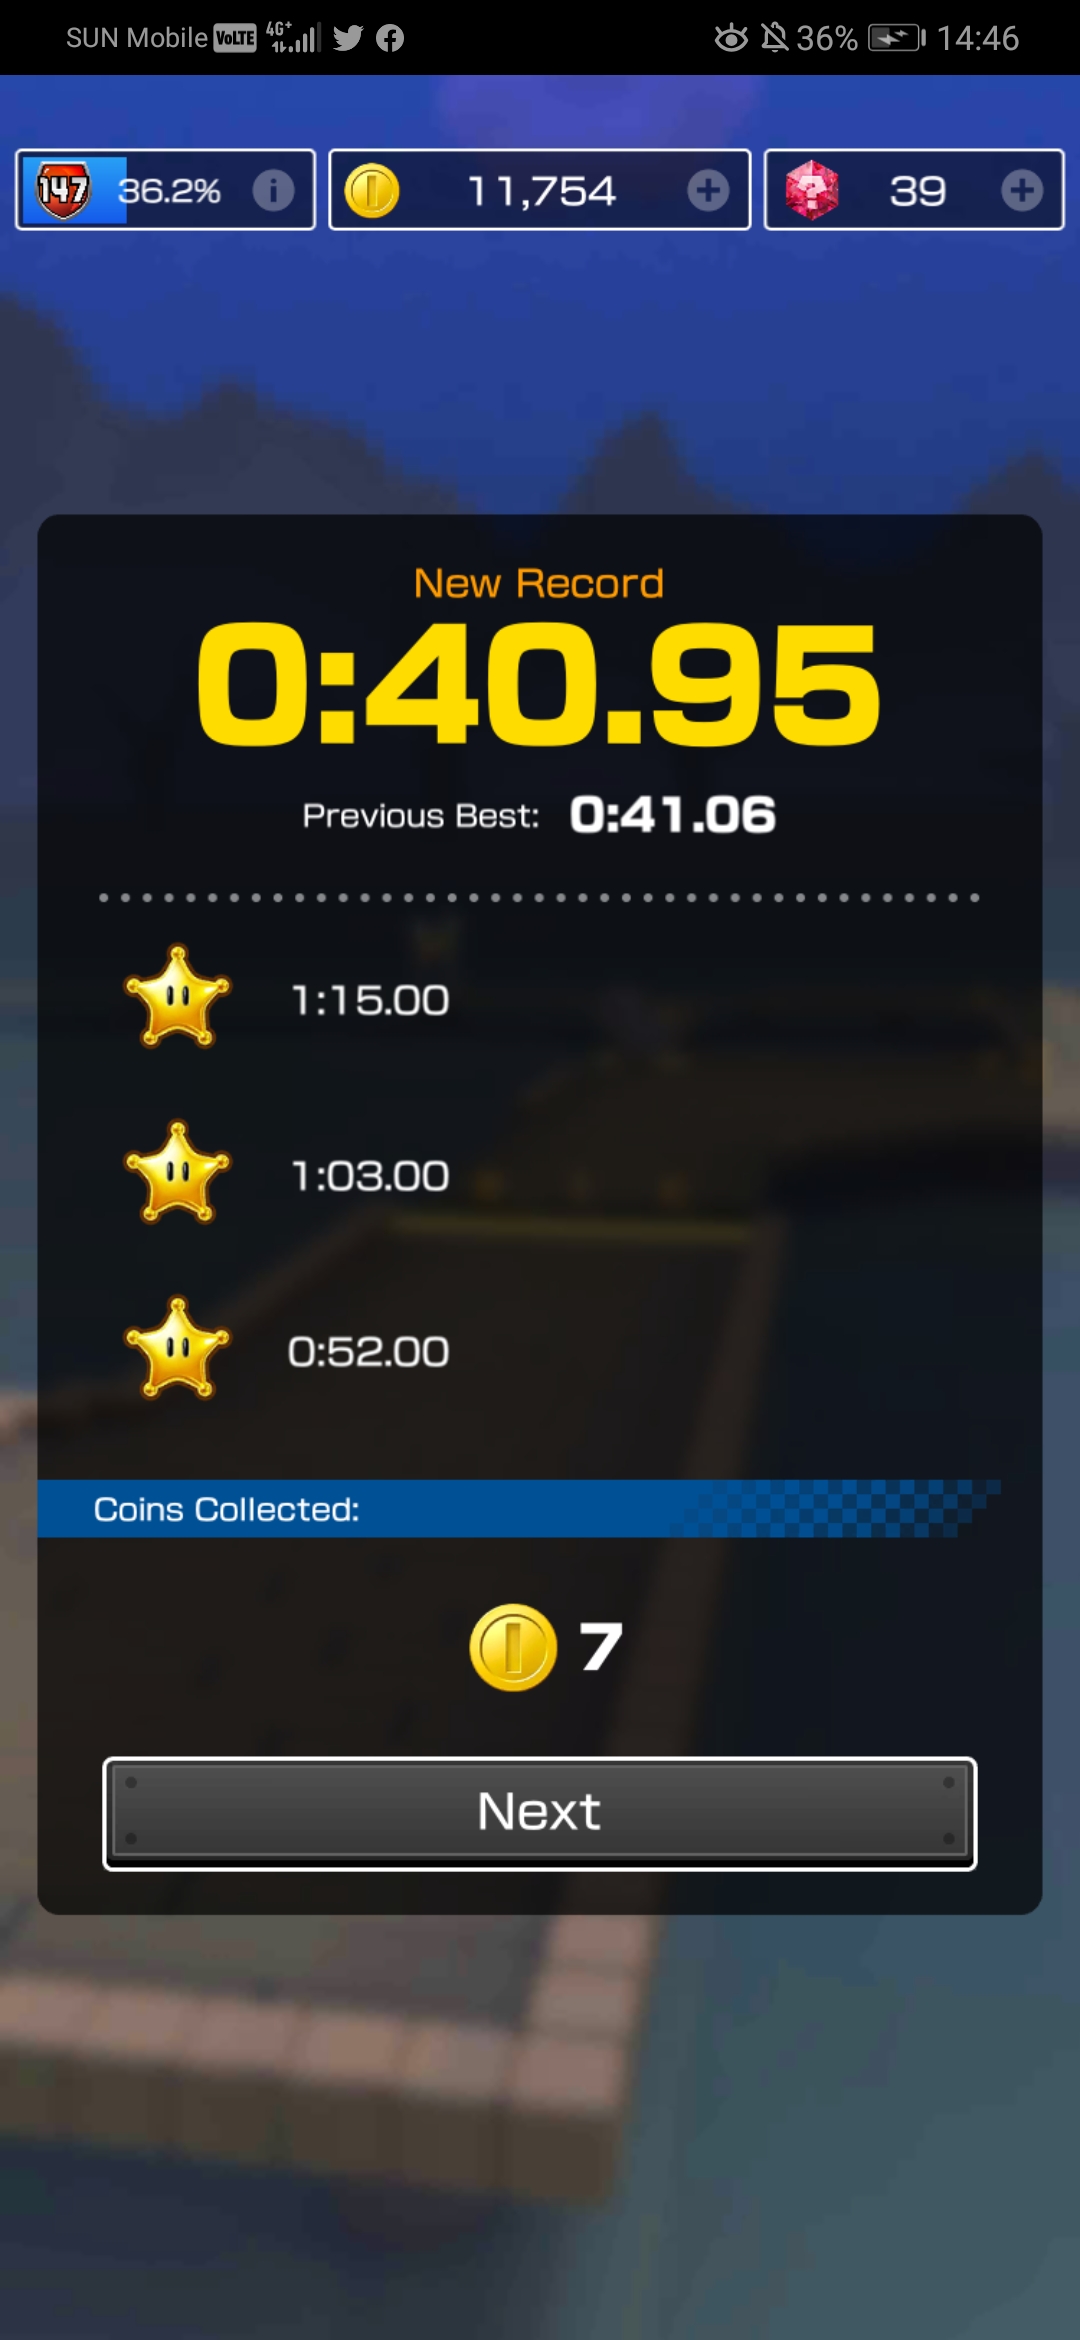 SUN Mobile VoLTE 4G+ 36% 14:46
147 36.2% i 11,754 + ? 39 +
New Record
0:40.95
Previous Best: 0:41.06
1:15.00
1:03.00
0:52.00
Coins Collected:
7
Next